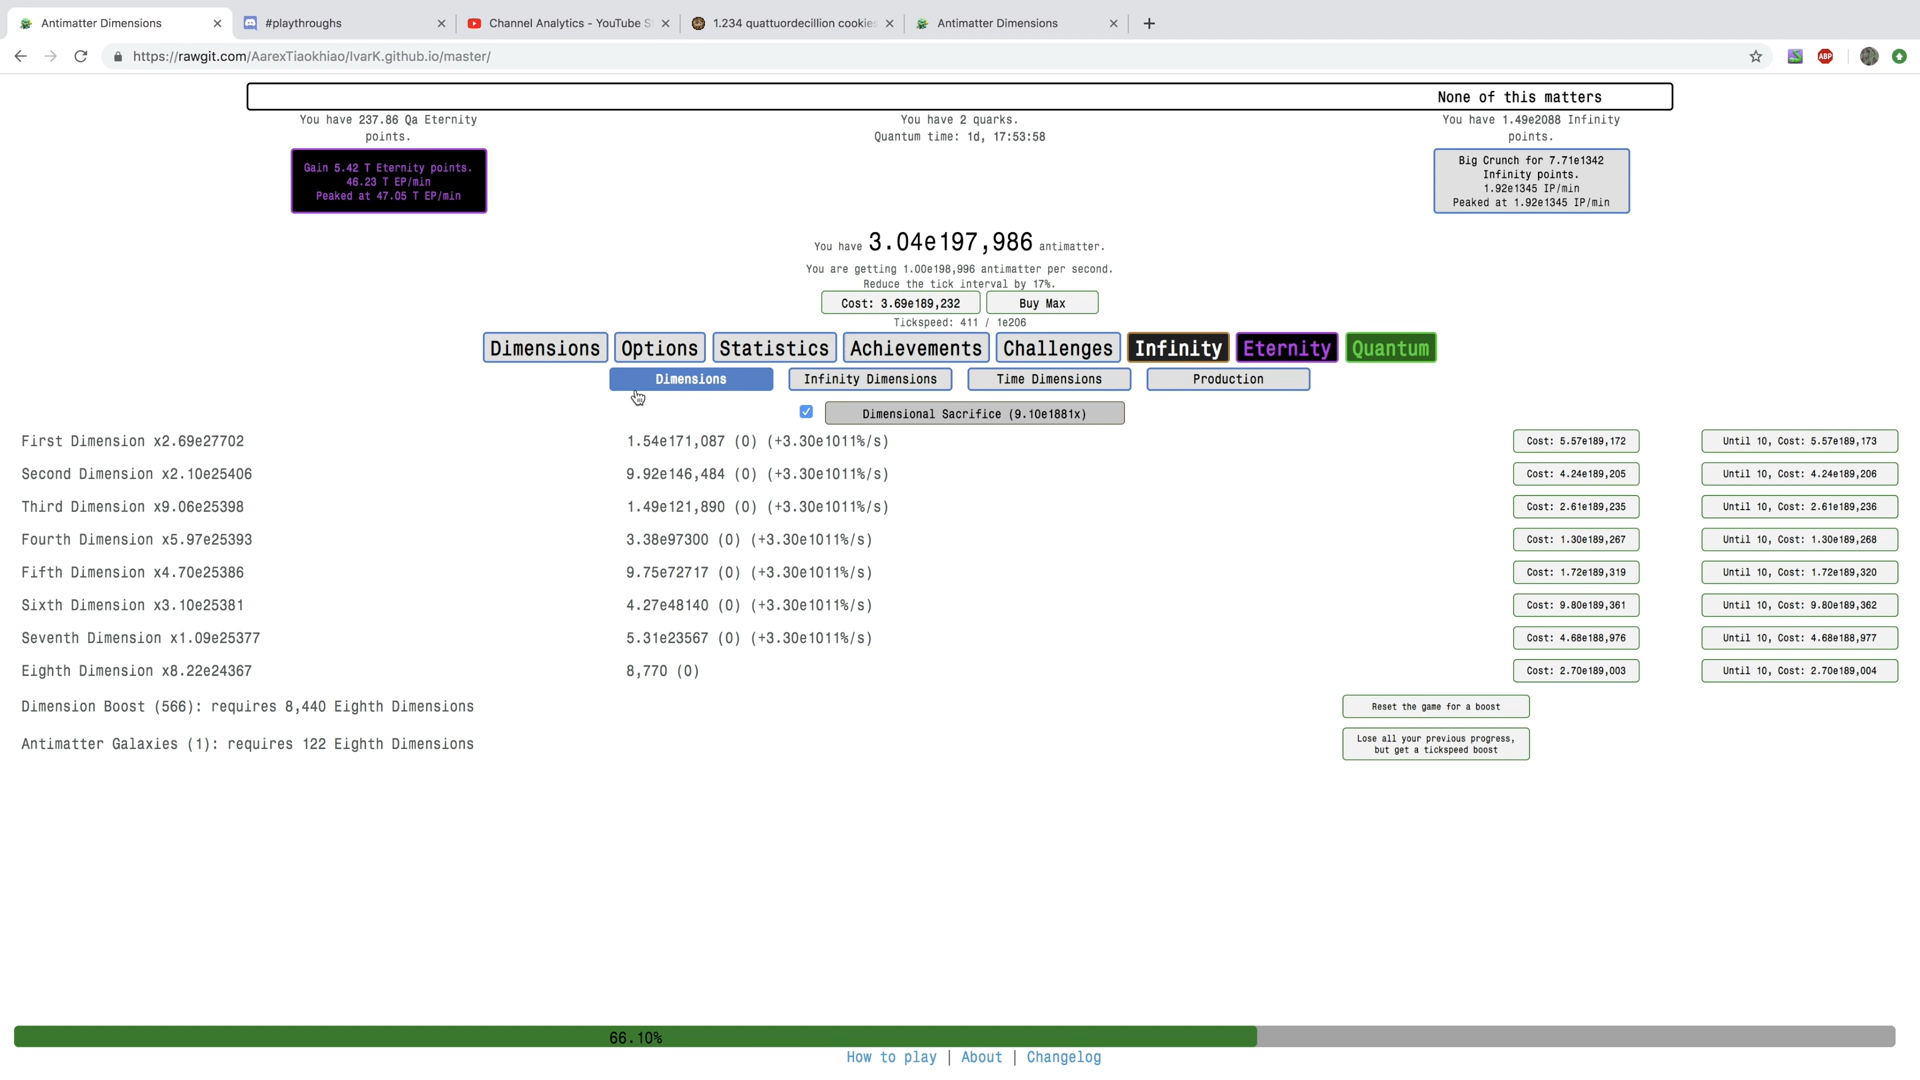 Antimatter Dimensions
#playthroughs
Channel Analytics - YouTube S
1.234 quattuordecillion cookies
Antimatter Dimensions
https://rawgit.com/AarexTiaokhiao/IvarK.github.io/master/
ABP
None of this matters
You have 237.86 Qa Eternity
points.
Gain 5.42 T Eternity points.
46.23 T EP/min
Peaked at 47.05 T EP/min
You have 2 quarks.
Quantum time: 1d, 17:53:58
You have 1.49e2088 Infinity
points.
Big Crunch for 7.71e1342
Infinity points.
1.92e1345 IP/min
Peaked at 1.92e1345 IP/min
You have 3.04e197,986 antimatter.
You are getting 1.00e198,996 antimatter per second.
Reduce the tick interval by 17%.
Cost: 3.69e189,232 Buy Max
Tickspeed: 411 / 1e206
Dimensions Options Statistics Achievements Challenges Infinity Eternity Quantum
Dimensions Infinity Dimensions Time Dimensions Production
Dimensional Sacrifice (9.10e1881x)
First Dimension x2.69e27702 1.54e171,087 (0) (+3.30e1011%/s) Cost: 5.57e189,172 Until 10, Cost: 5.57e189,173
Second Dimension x2.10e25406 9.92e146,484 (0) (+3.30e1011%/s) Cost: 4.24e189,205 Until 10, Cost: 4.24e189,206
Third Dimension x9.06e25398 1.49e121,890 (0) (+3.30e1011%/s) Cost: 2.61e189,235 Until 10, Cost: 2.61e189,236
Fourth Dimension x5.97e25393 3.38e97300 (0) (+3.30e1011%/s) Cost: 1.30e189,267 Until 10, Cost: 1.30e189,268
Fifth Dimension x4.70e25386 9.75e72717 (0) (+3.30e1011%/s) Cost: 1.72e189,319 Until 10, Cost: 1.72e189,320
Sixth Dimension x3.10e25381 4.27e48140 (0) (+3.30e1011%/s) Cost: 9.80e189,361 Until 10, Cost: 9.80e189,362
Seventh Dimension x1.09e25377 5.31e23567 (0) (+3.30e1011%/s) Cost: 4.68e188,976 Until 10, Cost: 4.68e188,977
Eighth Dimension x8.22e24367 8,770 (0) Cost: 2.70e189,003 Until 10, Cost: 2.70e189,004
Dimension Boost (566): requires 8,440 Eighth Dimensions Reset the game for a boost
Antimatter Galaxies (1): requires 122 Eighth Dimensions Lose all your previous progress,
but get a tickspeed boost
66.10%
How to play | About | Changelog